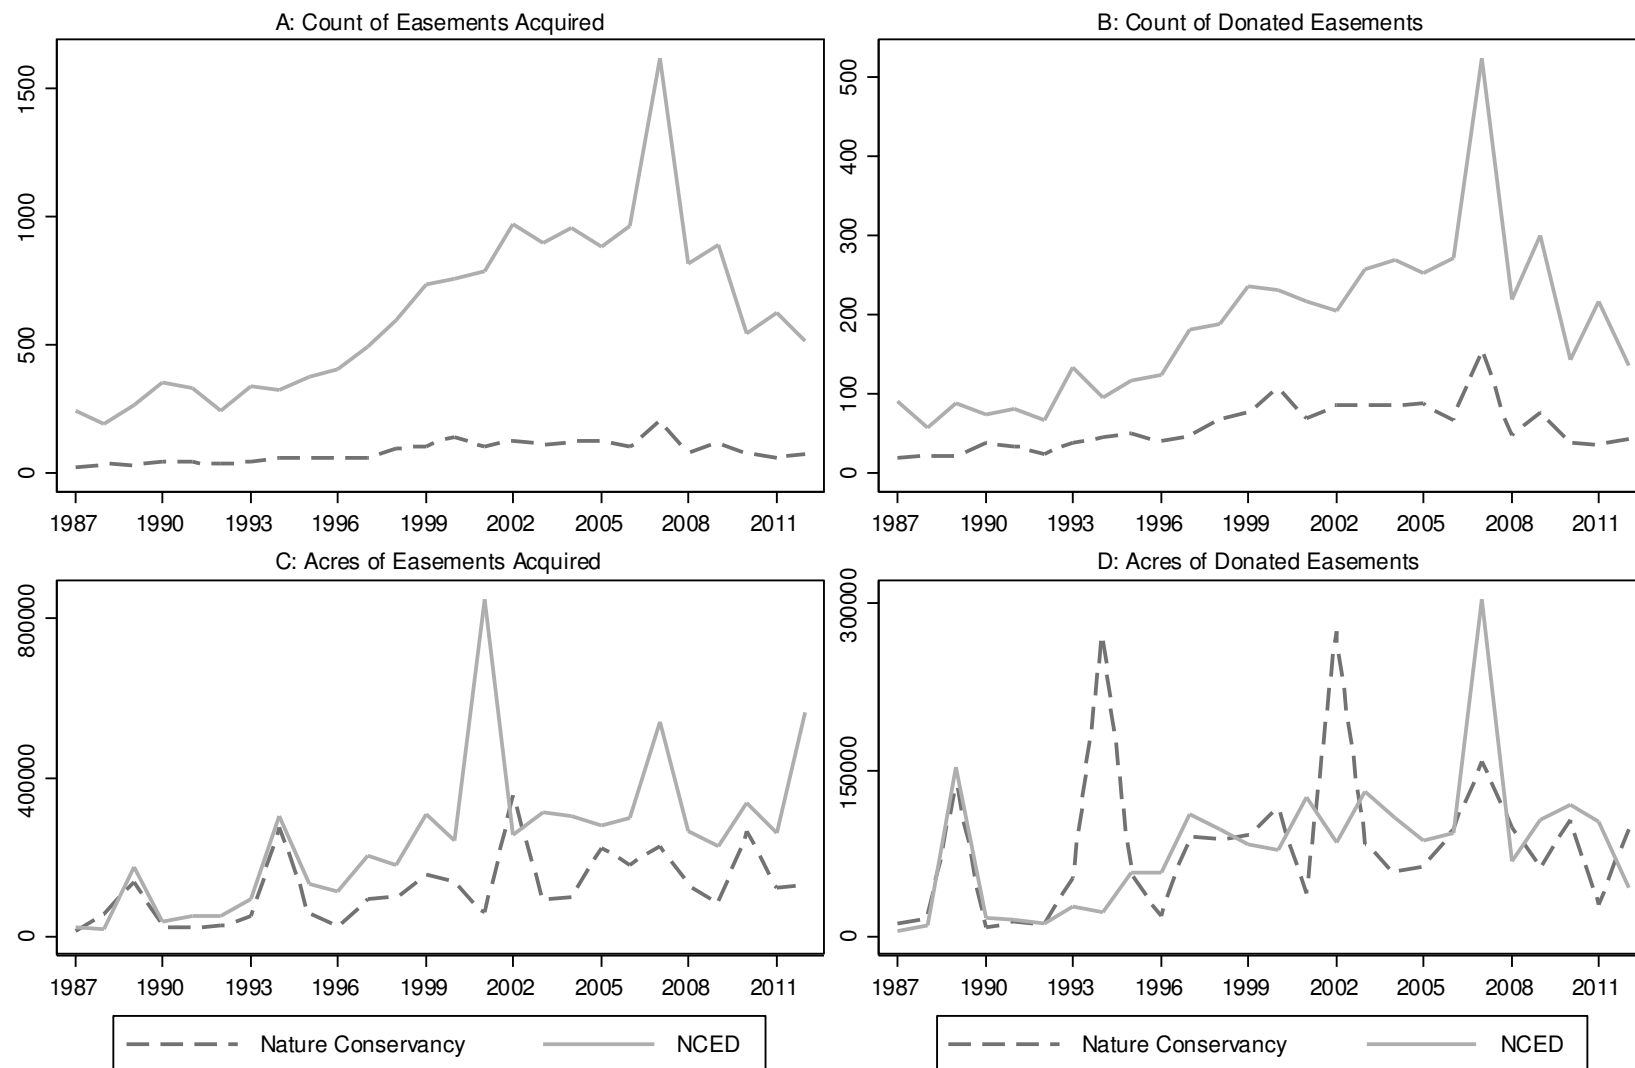 A: Count of Easements Acquired
1500
1000
500
0
1987 1990 1993 1996 1999 2002 2005 2008 2011
B: Count of Donated Easements
500
400
300
200
100
0
1987 1990 1993 1996 1999 2002 2005 2008 2011
C: Acres of Easements Acquired
800000
400000
0
1987 1990 1993 1996 1999 2002 2005 2008 2011
Nature Conservancy NCED
D: Acres of Donated Easements
300000
150000
0
1987 1990 1993 1996 1999 2002 2005 2008 2011
Nature Conservancy NCED